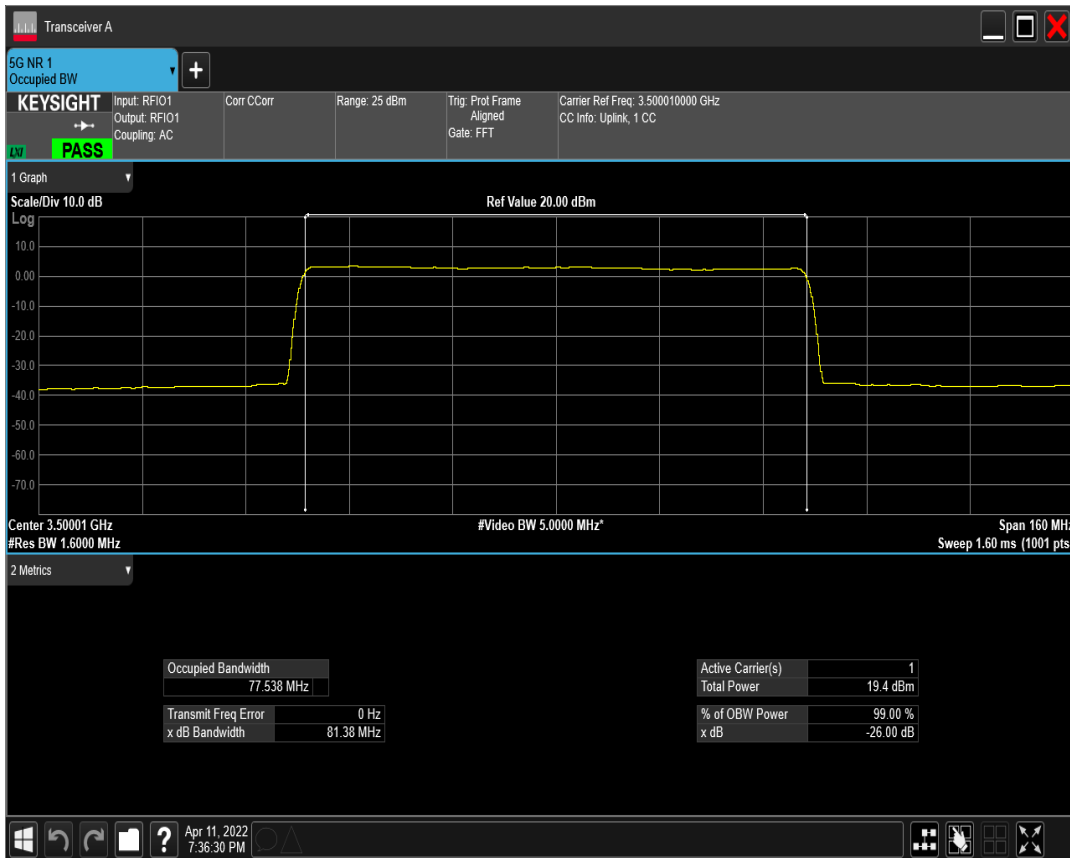 Transceiver A
5G NR 1
Occupied BW
+
KEYSIGHT
LXI
PASS
Input: RFIO1
Output: RFIO1
Coupling: AC
Corr CCorr
Range: 25 dBm
Trig: Prot Frame
Aligned
Gate: FFT
Carrier Ref Freq: 3.500010000 GHz
CC Info: Uplink, 1 CC
1 Graph
Scale/Div 10.0 dB
Ref Value 20.00 dBm
Log
10.0
0.00
-10.0
-20.0
-30.0
-40.0
-50.0
-60.0
-70.0
Center 3.50001 GHz
#Video BW 5.0000 MHz*
Span 160 MHz
#Res BW 1.6000 MHz
Sweep 1.60 ms (1001 pts
2 Metrics
Occupied Bandwidth
77.538 MHz
Transmit Freq Error 0 Hz
x dB Bandwidth 81.38 MHz
Active Carrier(s) 1
Total Power 19.4 dBm
% of OBW Power 99.00 %
x dB -26.00 dB
?
Apr 11, 2022
7:36:30 PM